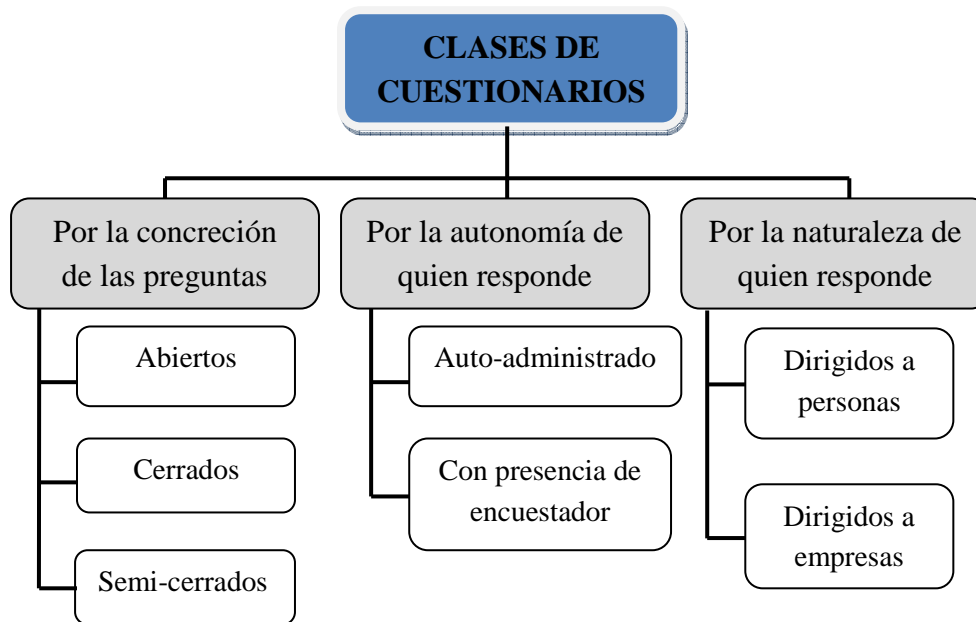 CLASES DE
CUESTIONARIOS
Por la concreción
de las preguntas
Abiertos
Cerrados
Semi-cerrados
Por la autonomía de
quien responde
Auto-administrado
Con presencia de
encuestador
Por la naturaleza de
quien responde
Dirigidos a
personas
Dirigidos a
empresas